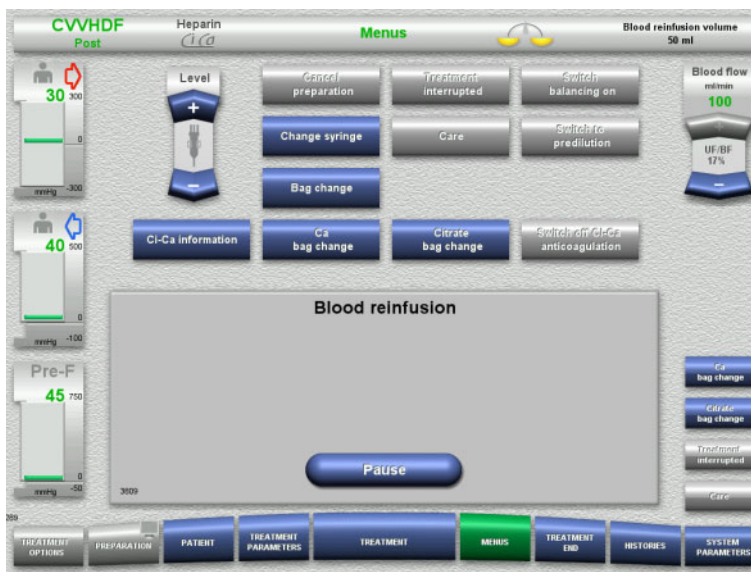 CVVHDF
Post
Heparin
Ci Ca
Menus
Blood reinfusion volume
50 ml
30
300
0
mmHg
-300
Level
+
−
Cancel
preparation
Treatment
interrupted
Switch
balancing on
Change syringe
Care
Switch to
predilution
Bag change
Blood flow
ml/min
100
UF/BF
17%
−
40
500
0
mmHg
-100
Ci-Ca information
Ca
bag change
Citrate
bag change
Switch off Ci-Ca
anticoagulation
Blood reinfusion
Pause
3609
Pre-F
45
750
0
mmHg
-50
Ca
bag change
Citrate
bag change
Treatment
interrupted
Care
TREATMENT
OPTIONS
PREPARATION
PATIENT
TREATMENT
PARAMETERS
TREATMENT
MENUS
TREATMENT
END
HISTORIES
SYSTEM
PARAMETERS